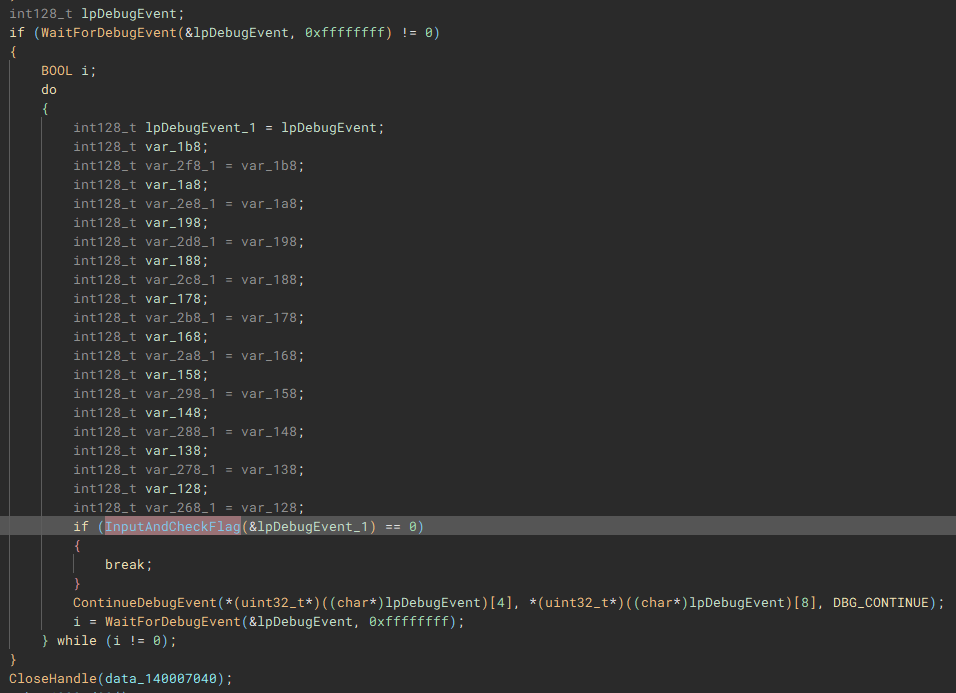 int128_t lpDebugEvent;
if (WaitForDebugEvent(&lpDebugEvent, 0xffffffff) != 0)
{
    BOOL i;
    do
    {
        int128_t lpDebugEvent_1 = lpDebugEvent;
        int128_t var_1b8;
        int128_t var_2f8_1 = var_1b8;
        int128_t var_1a8;
        int128_t var_2e8_1 = var_1a8;
        int128_t var_198;
        int128_t var_2d8_1 = var_198;
        int128_t var_188;
        int128_t var_2c8_1 = var_188;
        int128_t var_178;
        int128_t var_2b8_1 = var_178;
        int128_t var_168;
        int128_t var_2a8_1 = var_168;
        int128_t var_158;
        int128_t var_298_1 = var_158;
        int128_t var_148;
        int128_t var_288_1 = var_148;
        int128_t var_138;
        int128_t var_278_1 = var_138;
        int128_t var_128;
        int128_t var_268_1 = var_128;
        if (InputAndCheckFlag(&lpDebugEvent_1) == 0)
        {
            break;
        }
        ContinueDebugEvent(*(uint32_t*)((char*)lpDebugEvent)[4], *(uint32_t*)((char*)lpDebugEvent)[8], DBG_CONTINUE);
        i = WaitForDebugEvent(&lpDebugEvent, 0xffffffff);
    } while (i != 0);
}
CloseHandle(data_140007040);